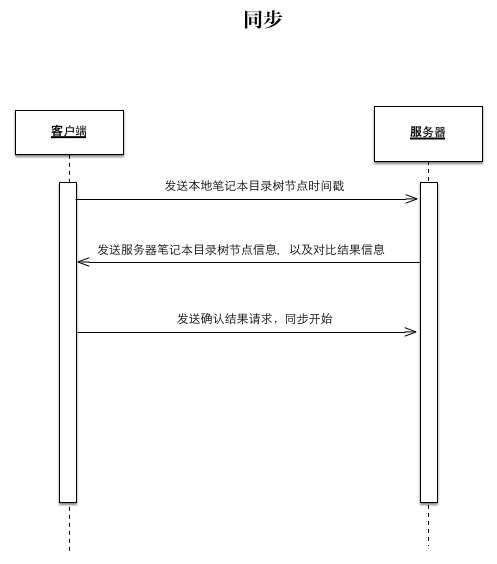 同步
客户端
服务器
发送本地笔记本目录树节点时间戳
发送服务器笔记本目录树节点信息，以及对比结果信息
发送确认结果请求，同步开始